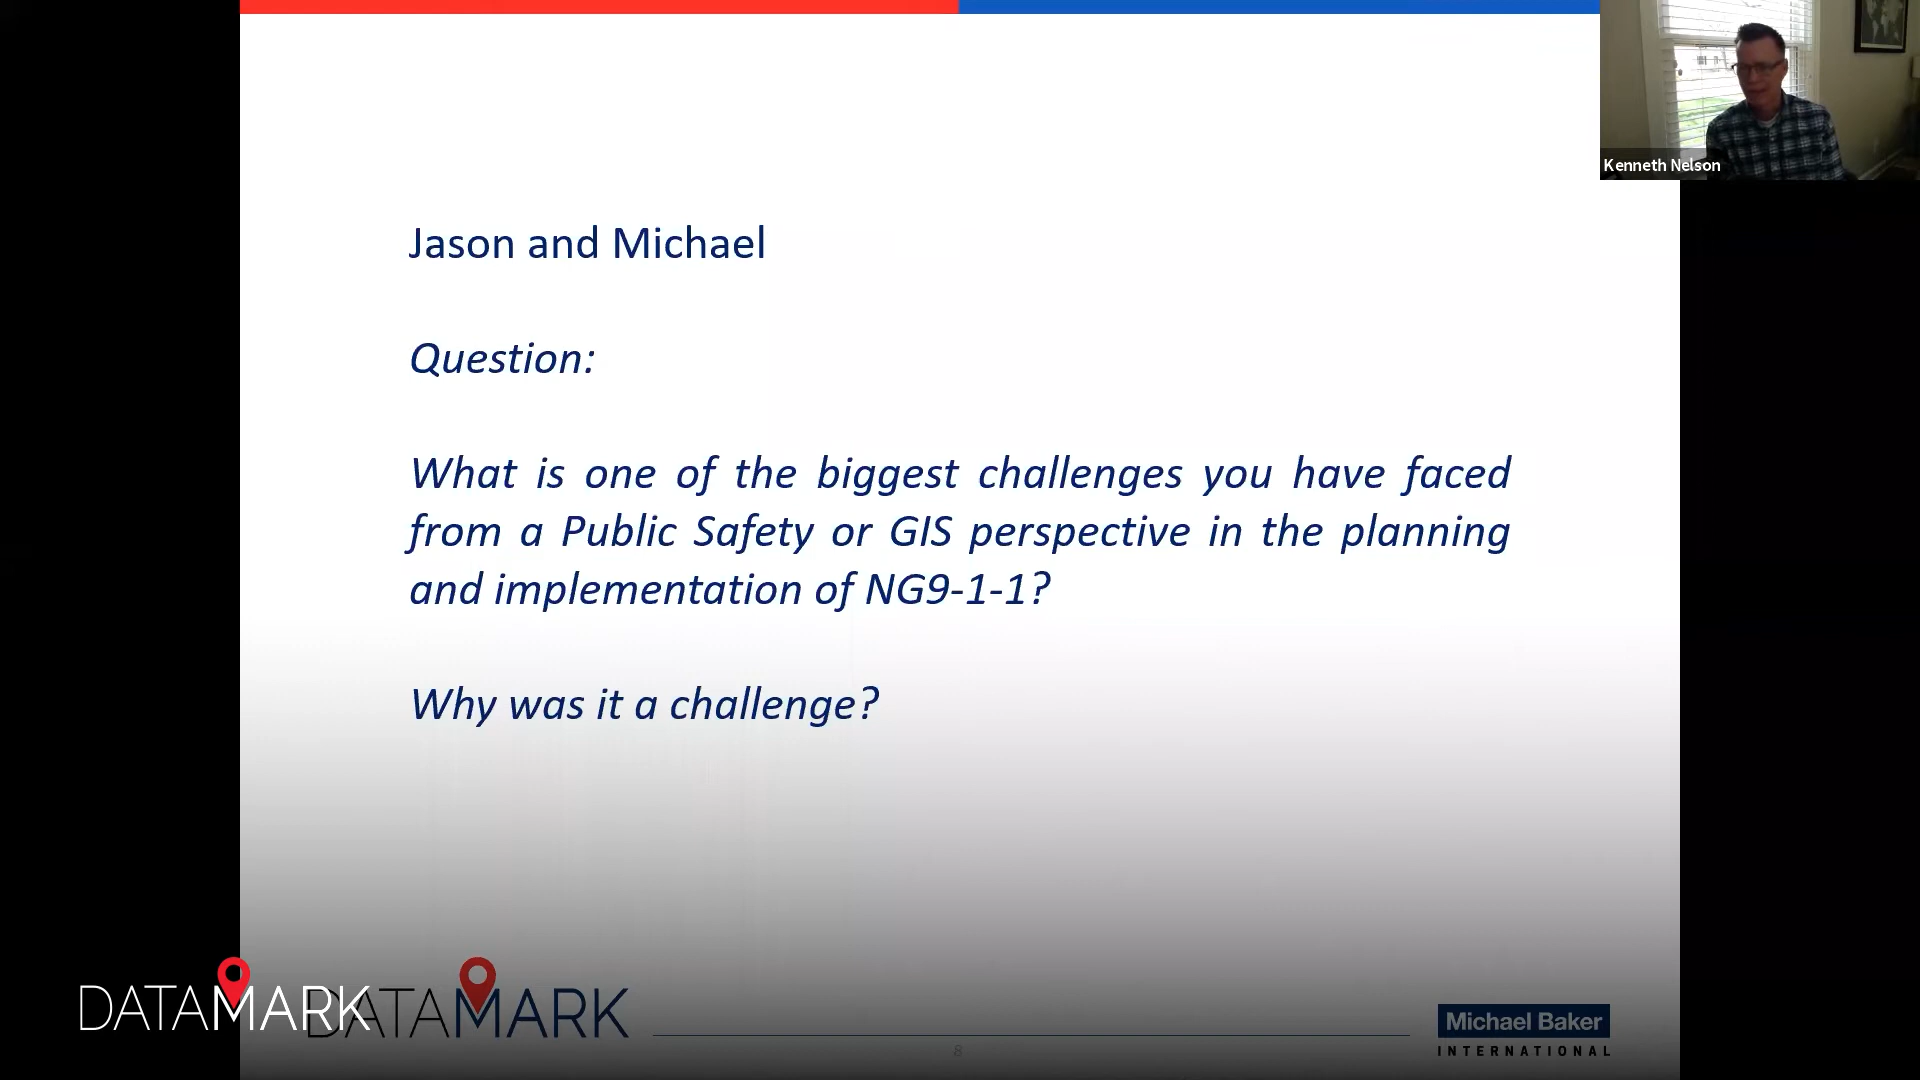 Kenneth Nelson
Jason and Michael
Question:
What is one of the biggest challenges you have faced
from a Public Safety or GIS perspective in the planning
and implementation of NG9-1-1?
Why was it a challenge?
DATAMARK
DATAMARK
8
Michael Baker
INTERNATIONAL